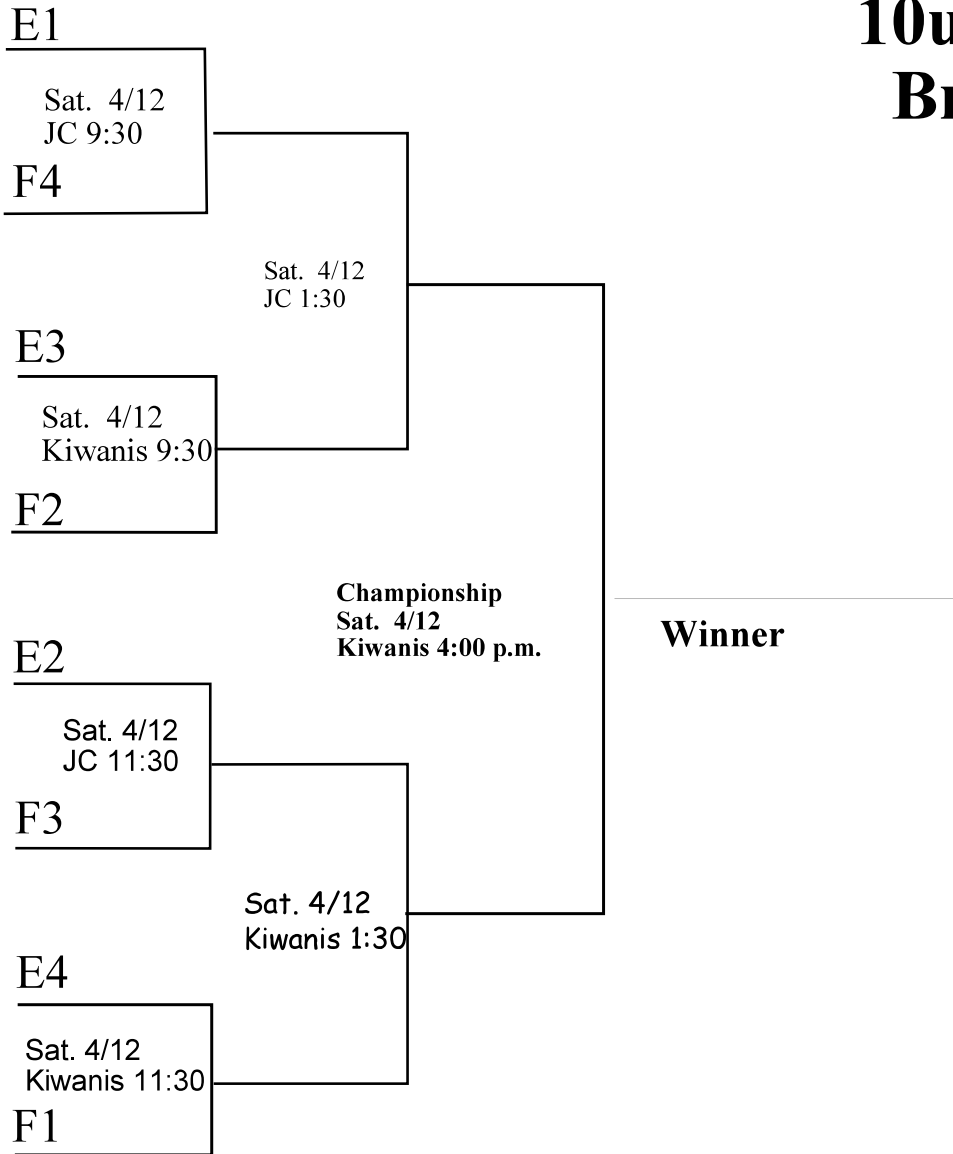 E1
10u
Br
Sat. 4/12
JC 9:30
F4
Sat. 4/12
JC 1:30
E3
Sat. 4/12
Kiwanis 9:30
F2
Championship
Sat. 4/12
Kiwanis 4:00 p.m.
Winner
E2
Sat. 4/12
JC 11:30
F3
Sat. 4/12
Kiwanis 1:30
E4
Sat. 4/12
Kiwanis 11:30
F1